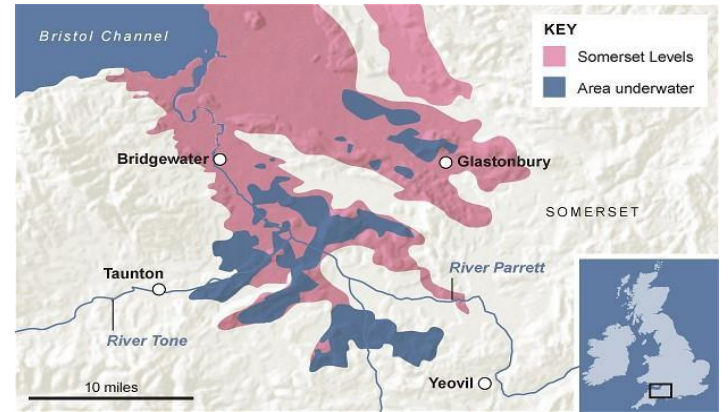 Bristol Channel
KEY
Somerset Levels
Area underwater
Bridgewater
Glastonbury
SOMERSET
Taunton
River Parrett
River Tone
10 miles
Yeovil